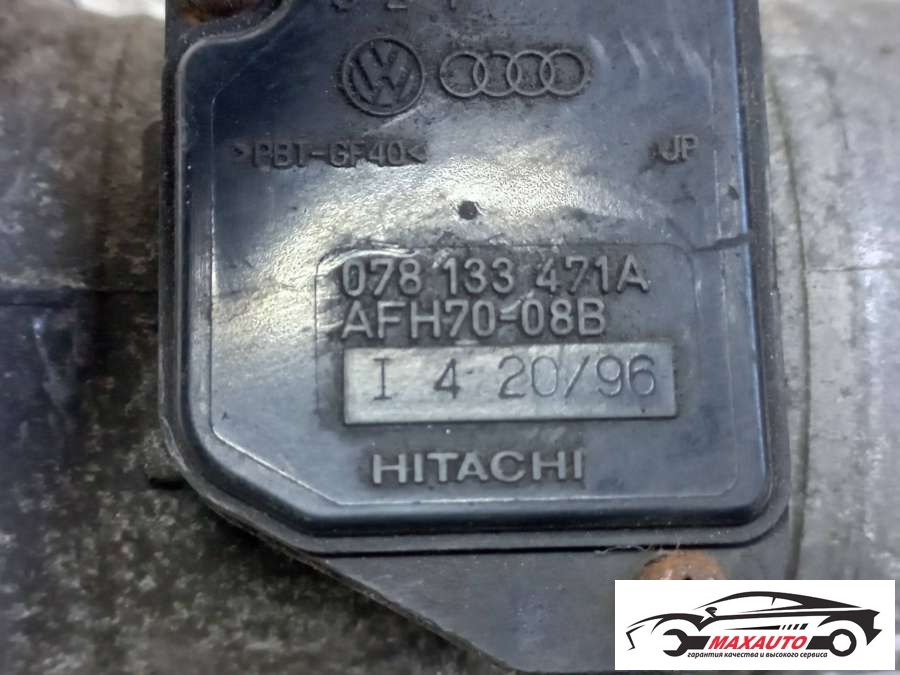 >PBT-GF40<
JP
078 133 471A
AFH70-08B
I 4 20/96
HITACHI
MAXAUTO
гарантия качества и высокого сервиса